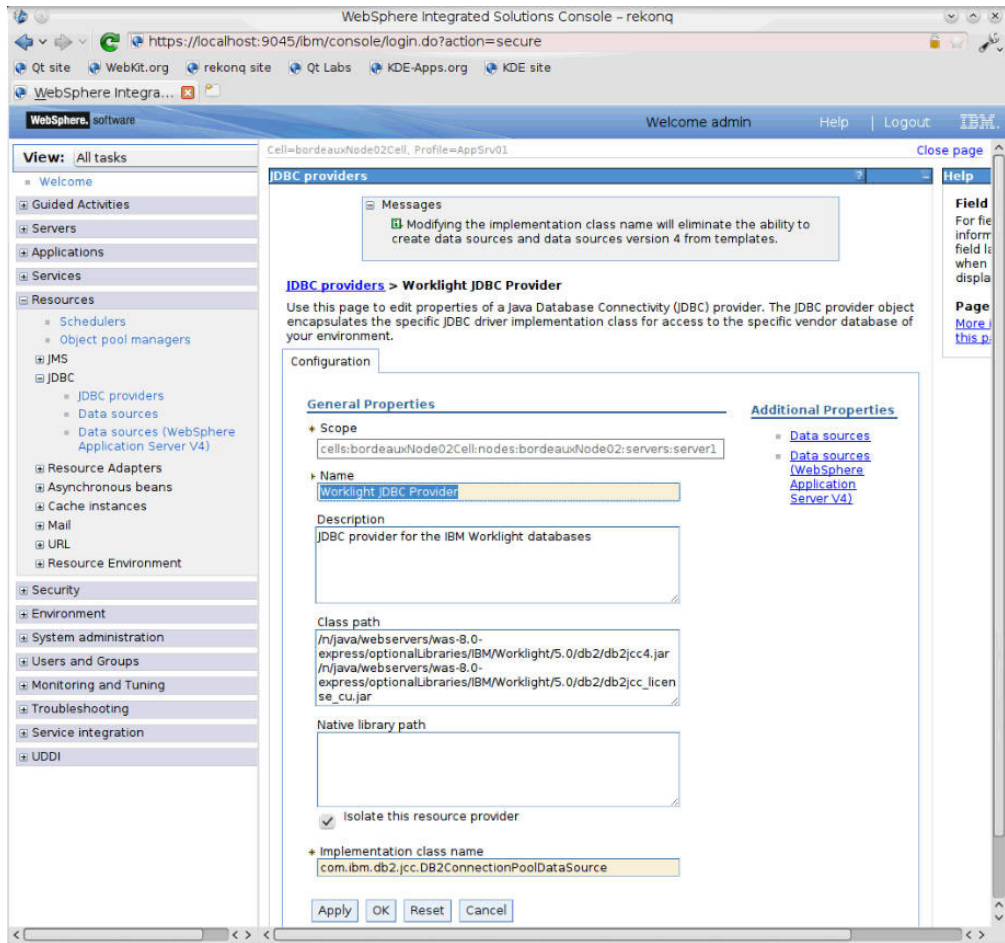 WebSphere Integrated Solutions Console – rekonq
https://localhost:9045/ibm/console/login.do?action=secure
Qt site WebKit.org rekonq site Qt Labs KDE-Apps.org KDE site
WebSphere Integra...
WebSphere. software Welcome admin Help | Logout IBM.
View: All tasks
Welcome
Guided Activities
Servers
Applications
Services
Resources
Schedulers
Object pool managers
JMS
JDBC
JDBC providers
Data sources
Data sources (WebSphere
Application Server V4)
Resource Adapters
Asynchronous beans
Cache instances
Mail
URL
Resource Environment
Security
Environment
System administration
Users and Groups
Monitoring and Tuning
Troubleshooting
Service integration
UDDI
Cell=bordeauxNode02Cell, Profile=AppSrv01
Close page
JDBC providers ? –
Messages
Modifying the implementation class name will eliminate the ability to
create data sources and data sources version 4 from templates.
JDBC providers > Worklight JDBC Provider
Use this page to edit properties of a Java Database Connectivity (JDBC) provider. The JDBC provider object
encapsulates the specific JDBC driver implementation class for access to the specific vendor database of
your environment.
Configuration
General Properties
Scope
cells:bordeauxNode02Cell:nodes:bordeauxNode02:servers:server1
Name
Worklight JDBC Provider
Description
JDBC provider for the IBM Worklight databases
Class path
/n/java/webservers/was-8.0-
express/optionalLibraries/IBM/Worklight/5.0/db2/db2jcc4.jar
/n/java/webservers/was-8.0-
express/optionalLibraries/IBM/Worklight/5.0/db2/db2jcc_licen
se_cu.jar
Native library path
Isolate this resource provider
Implementation class name
com.ibm.db2.jcc.DB2ConnectionPoolDataSource
Apply OK Reset Cancel
Additional Properties
Data sources
Data sources
(WebSphere
Application
Server V4)
Help
Field
For fie
inform
field la
when
displa
Page
More i
this p